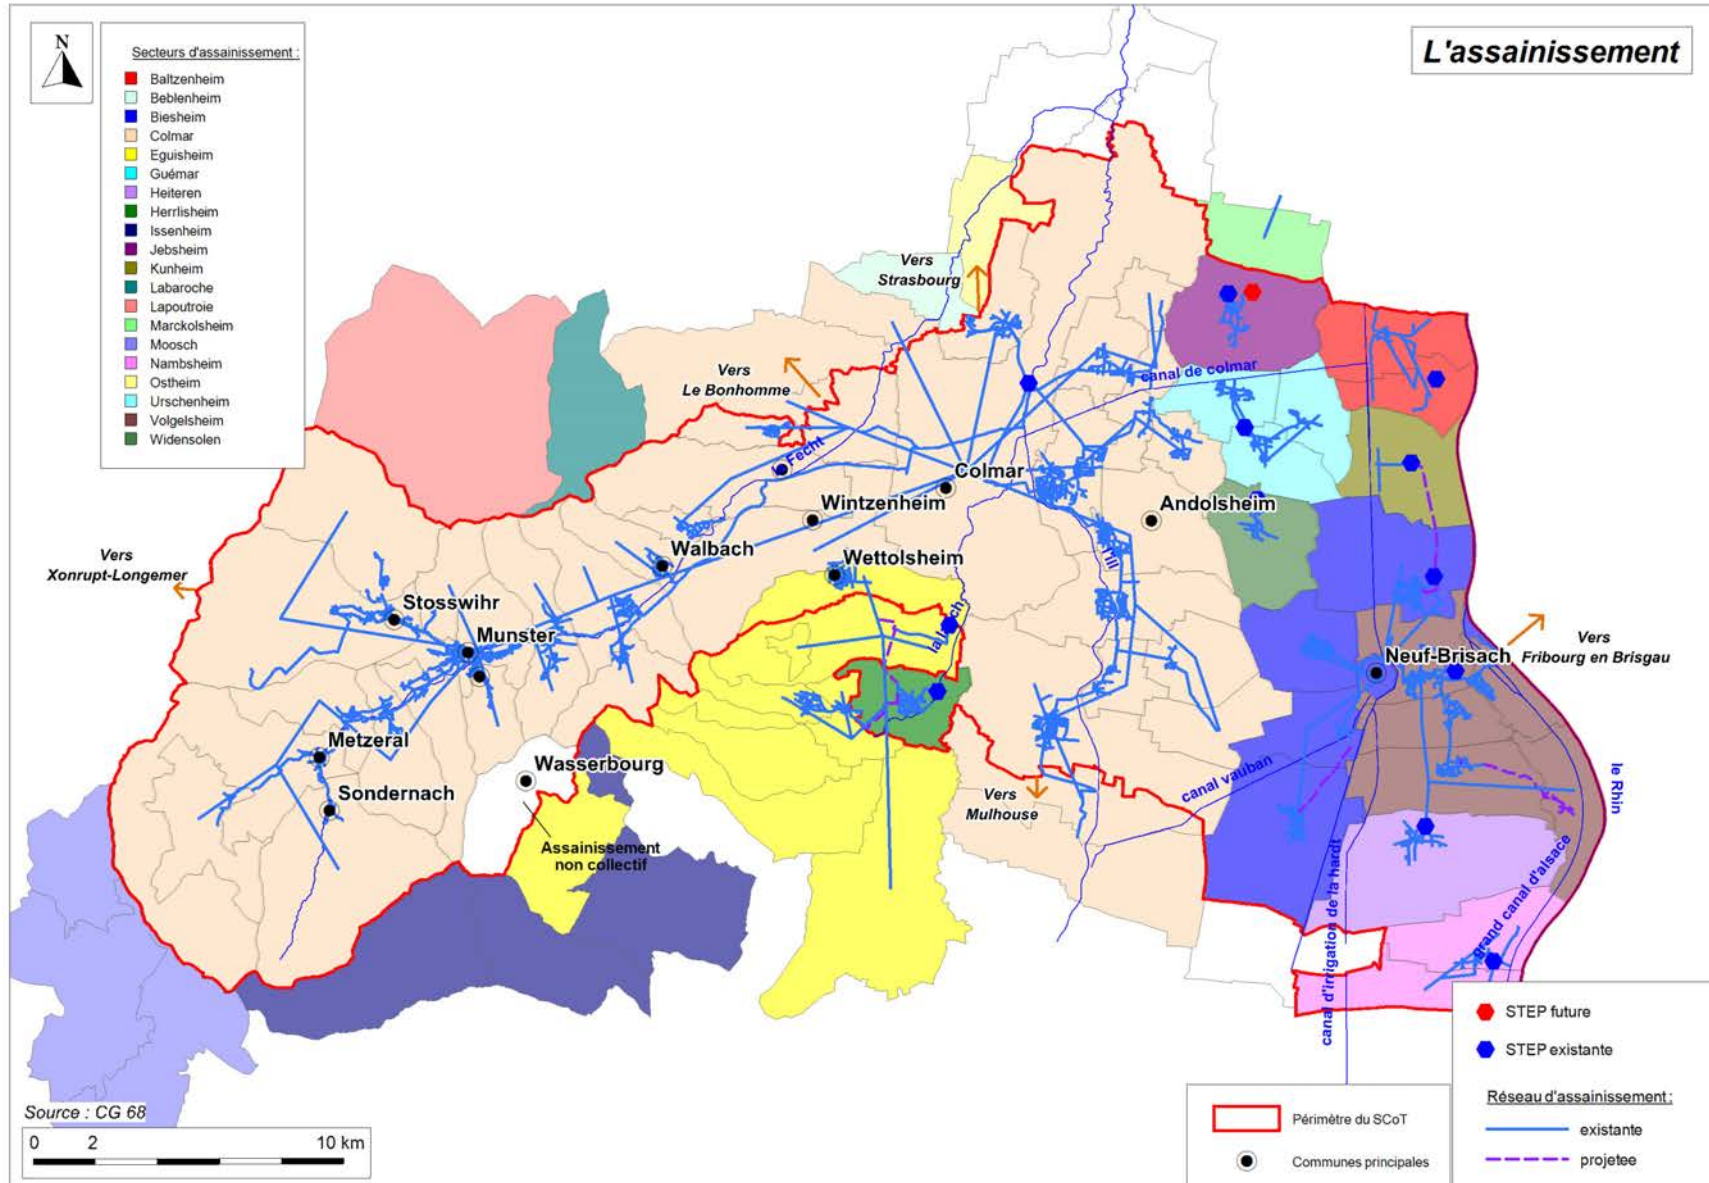 L'assainissement
N
Secteurs d'assainissement :
Baltzenheim
Beblenheim
Biesheim
Colmar
Eguisheim
Guémar
Heiteren
Herrlisheim
Issenheim
Jebsheim
Kunheim
Labaroche
Lapoutroie
Marckolsheim
Moosch
Nambsheim
Ostheim
Urschenheim
Volgelsheim
Widensolen
Vers
Strasbourg
Vers
Le Bonhomme
canal de colmar
Fecht
Colmar
Wintzenheim
Andolsheim
Walbach
Wettolsheim
l'Ill
Vers
Xonrupt-Longemer
Stosswihr
Munster
Neuf-Brisach
Vers
Fribourg en Brisgau
Metzeral
Wasserbourg
Sondernach
Assainissement
non collectif
Vers
Mulhouse
canal vauban
le Rhin
canal d'irrigation de la hardt
grand canal d'alsace
Source : CG 68
0 2 10 km
Périmètre du SCoT
Communes principales
STEP future
STEP existante
Réseau d'assainissement :
existante
projetee